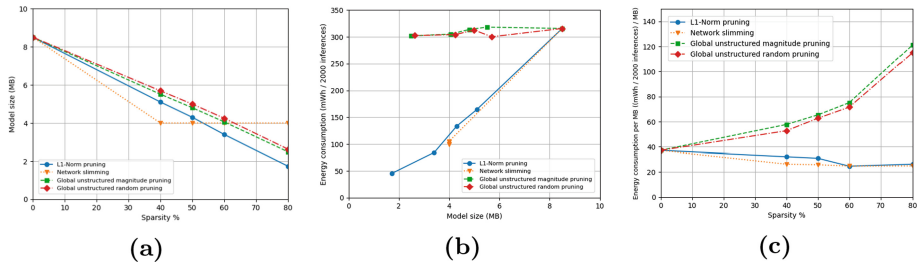 10
8
6
4
2
0
Model size (MB)
L1-Norm pruning
Network slimming
Global unstructured magnitude pruning
Global unstructured random pruning
0 10 20 30 40 50 60 70 80
Sparsity %
(a)
350
300
250
200
150
100
50
0
Energy consumption (mWh / 2000 inferences)
L1-Norm pruning
Network slimming
Global unstructured magnitude pruning
Global unstructured random pruning
0 2 4 6 8 10
Model size (MB)
(b)
140
120
100
80
60
40
20
0
Energy consumption per MB ((mWh / 2000 inferences) / MB)
L1-Norm pruning
Network slimming
Global unstructured magnitude pruning
Global unstructured random pruning
0 10 20 30 40 50 60 70 80
Sparsity %
(c)